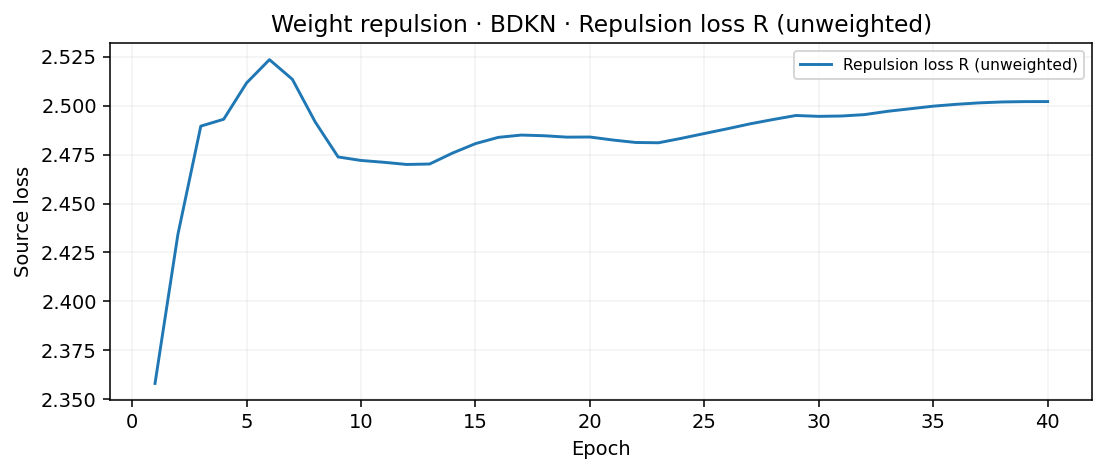 Weight repulsion · BDKN · Repulsion loss R (unweighted)
Repulsion loss R (unweighted)
Source loss
2.525
2.500
2.475
2.450
2.425
2.400
2.375
2.350
0 5 10 15 20 25 30 35 40
Epoch